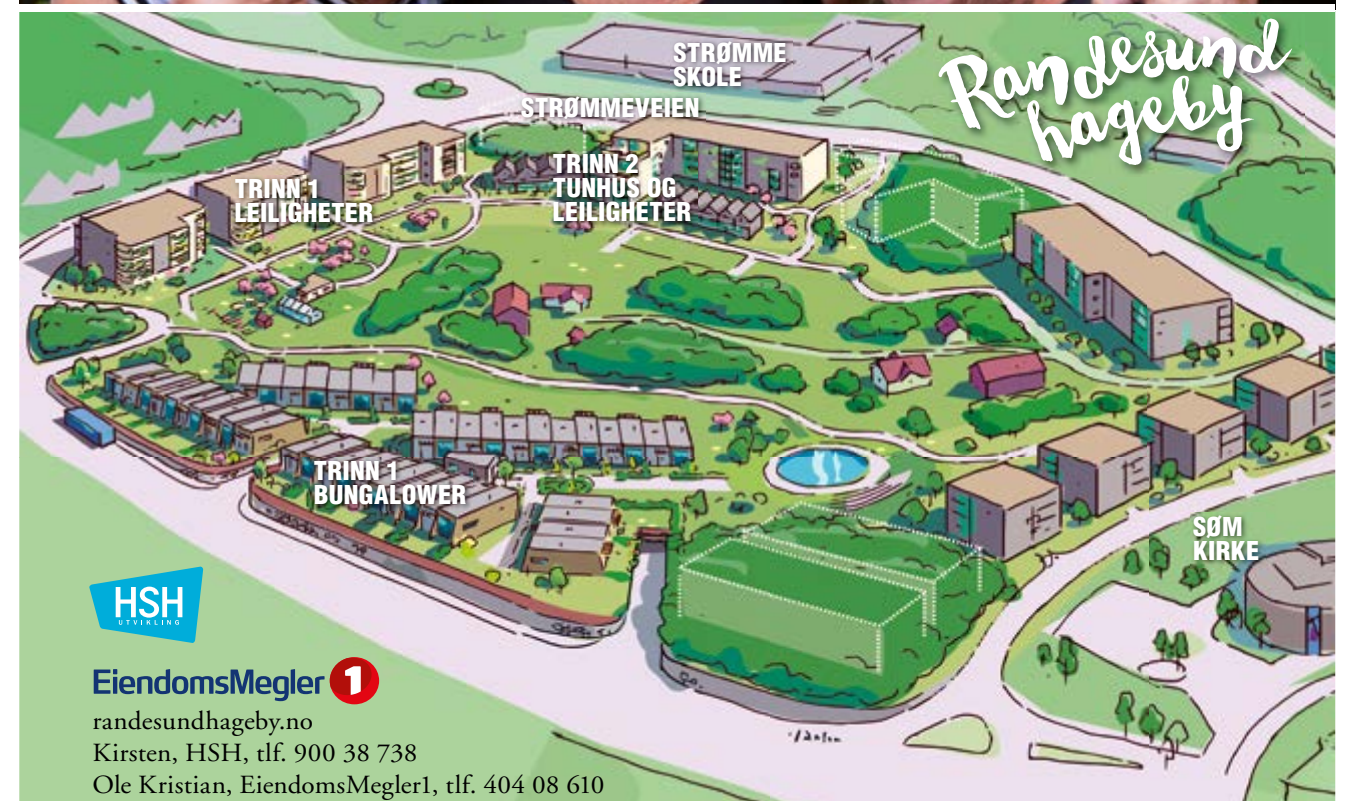 STRØMME
SKOLE
Randesund
hageby
STRØMMEVEIEN
TRINN 1
LEILIGHETER
TRINN 2
TUNHUS OG
LEILIGHETER
TRINN 1
BUNGALOWER
SØM
KIRKE
HSH
UTVIKLING
EiendomsMegler 1
randesundhageby.no
Kirsten, HSH, tlf. 900 38 738
Ole Kristian, EiendomsMegler1, tlf. 404 08 610